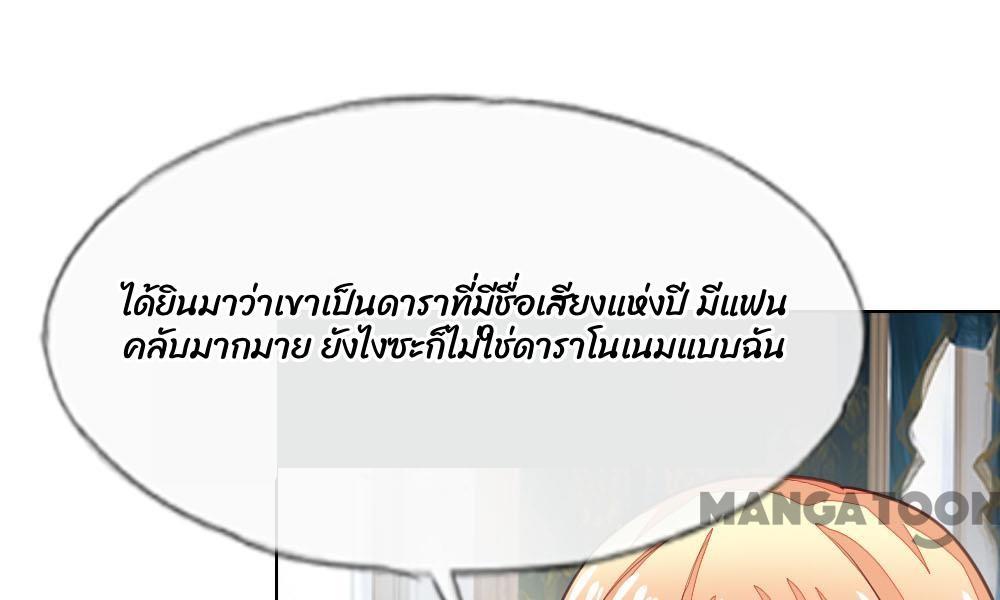 ได้ยินมาว่าเขาเป็นดาราที่มีชื่อเสียงแห่งปี มีแฟน
คลับมากมาย ยังไงซะก็ไม่ใช่ดาราโนเนมแบบฉัน
MANGATOON